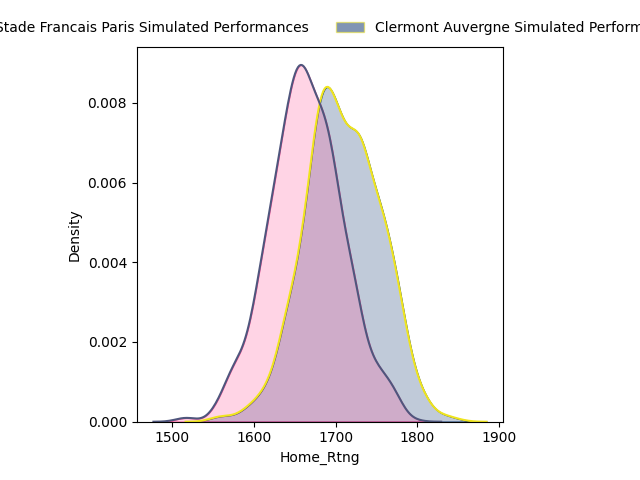 Stade Francais Paris Simulated Performances
Clermont Auvergne Simulated Perform
0.008
0.006
0.004
0.002
0.000
Density
1500 1600 1700 1800 1900
Home_Rtng